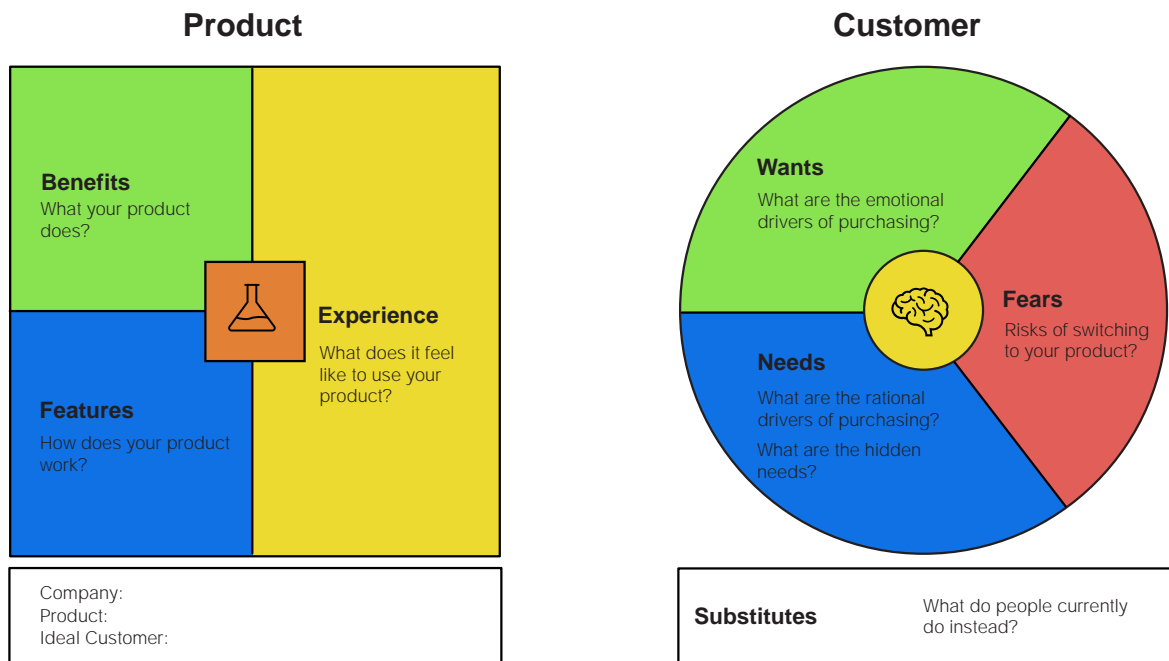 Product
Benefits
What your product
does?
Features
How does your product
work?
Experience
What does it feel
like to use your
product?
Company:
Product:
Ideal Customer:
Customer
Wants
What are the emotional
drivers of purchasing?
Fears
Risks of switching
to your product?
Needs
What are the rational
drivers of purchasing?
What are the hidden
needs?
Substitutes
What do people currently
do instead?